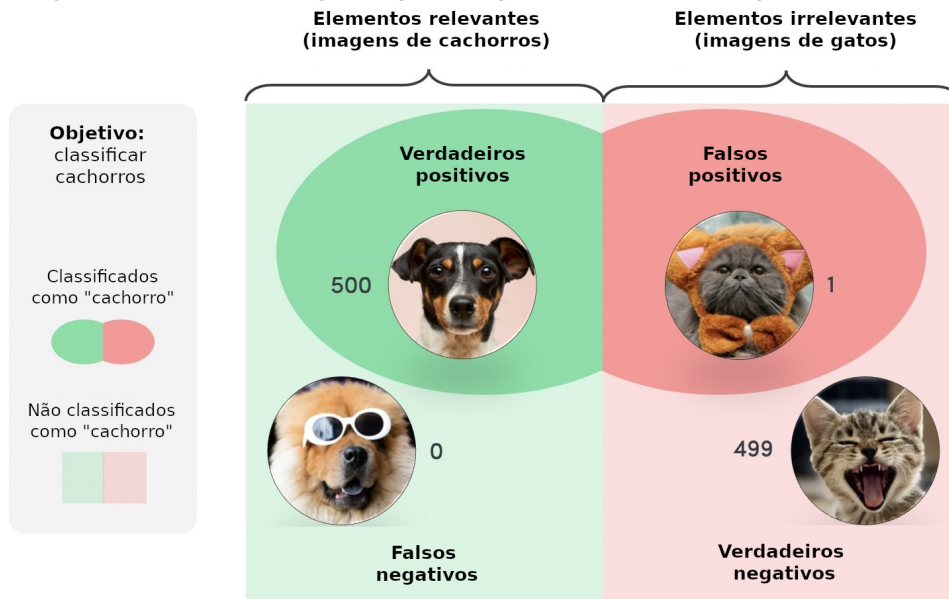 Elementos relevantes
(imagens de cachorros)
Elementos irrelevantes
(imagens de gatos)
Objetivo:
classificar
cachorros
Classificados
como "cachorro"
Não classificados
como "cachorro"
Verdadeiros
positivos
500
Falsos
positivos
1
0
Falsos
negativos
499
Verdadeiros
negativos